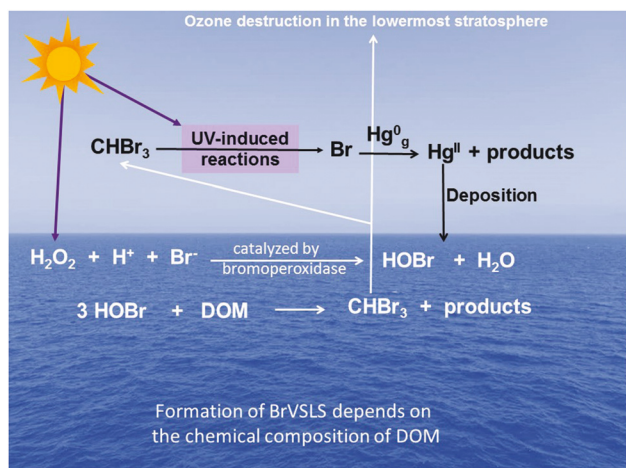 Ozone destruction in the lowermost stratosphere
CHBr₃
UV-induced
reactions
Br
Hg⁰g
Hgᴵᴵ + products
Deposition
H₂O₂ + H⁺ + Br⁻
catalyzed by
bromoperoxidase
HOBr + H₂O
3 HOBr + DOM
CHBr₃ + products
Formation of BrVSLS depends on
the chemical composition of DOM